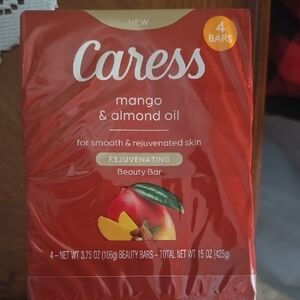 NEW
4
BARS
Caress
mango
& almond oil
for smooth & rejuvenated skin
REJUVENATING
Beauty Bar
4 - NET WT 3.75 OZ (106g) BEAUTY BARS - TOTAL NET WT 15 OZ (425g)